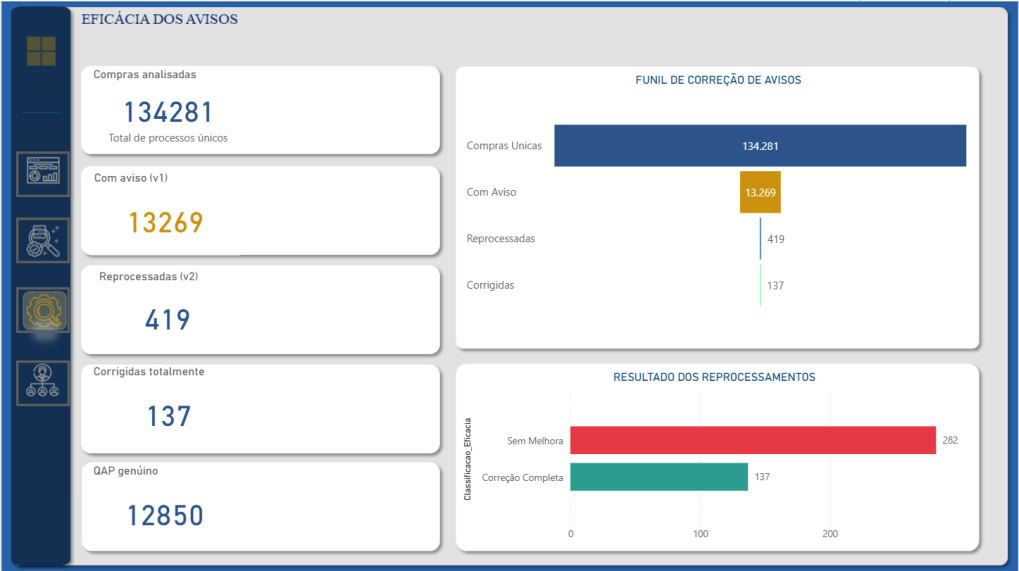 EFICÁCIA DOS AVISOS
Compras analisadas
134281
Total de processos únicos
Com aviso (v1)
13269
Reprocessadas (v2)
419
Corrigidas totalmente
137
QAP genúino
12850
FUNIL DE CORREÇÃO DE AVISOS
Compras Unicas
134.281
Com Aviso
13.269
Reprocessadas
419
Corrigidas
137
RESULTADO DOS REPROCESSAMENTOS
Classificacao_Eficacia
Sem Melhora
282
Correção Completa
137
0
100
200